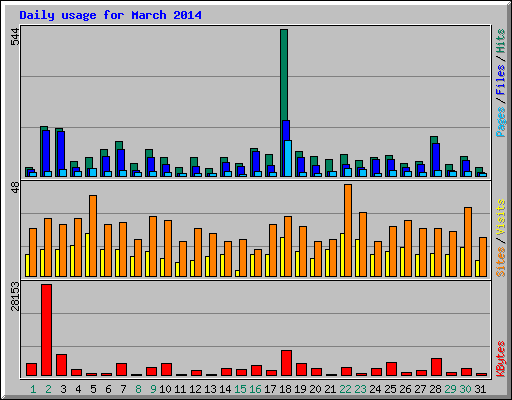 Daily usage for March 2014
544
Pages / Files / Hits
48
Sites / Visits
28153
KBytes
1 2 3 4 5 6 7 8 9 10 11 12 13 14 15 16 17 18 19 20 21 22 23 24 25 26 27 28 29 30 31